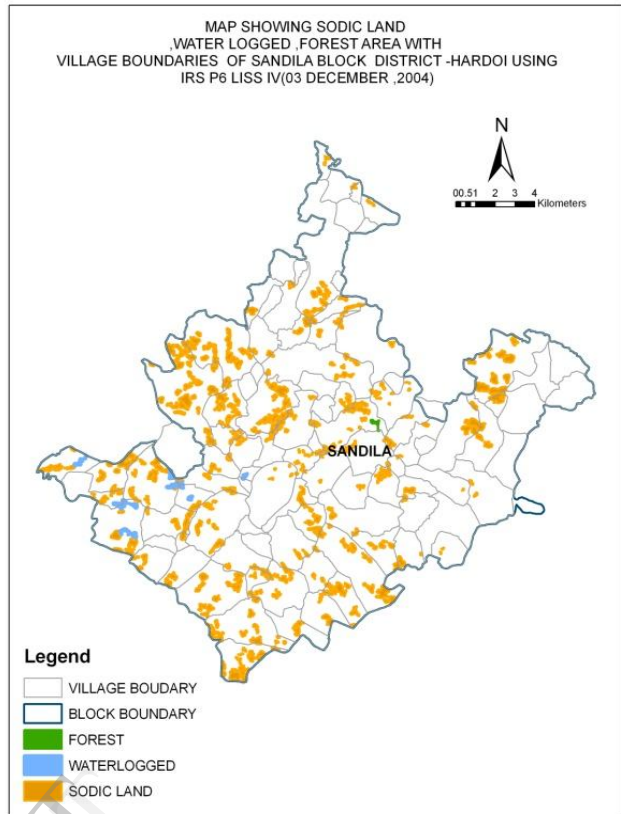 MAP SHOWING SODIC LAND
,WATER LOGGED ,FOREST AREA WITH
VILLAGE BOUNDARIES OF SANDILA BLOCK DISTRICT -HARDOI USING
IRS P6 LISS IV(03 DECEMBER ,2004)
N
00.51 2 3 4
Kilometers
SANDILA
Legend
VILLAGE BOUDARY
BLOCK BOUNDARY
FOREST
WATERLOGGED
SODIC LAND